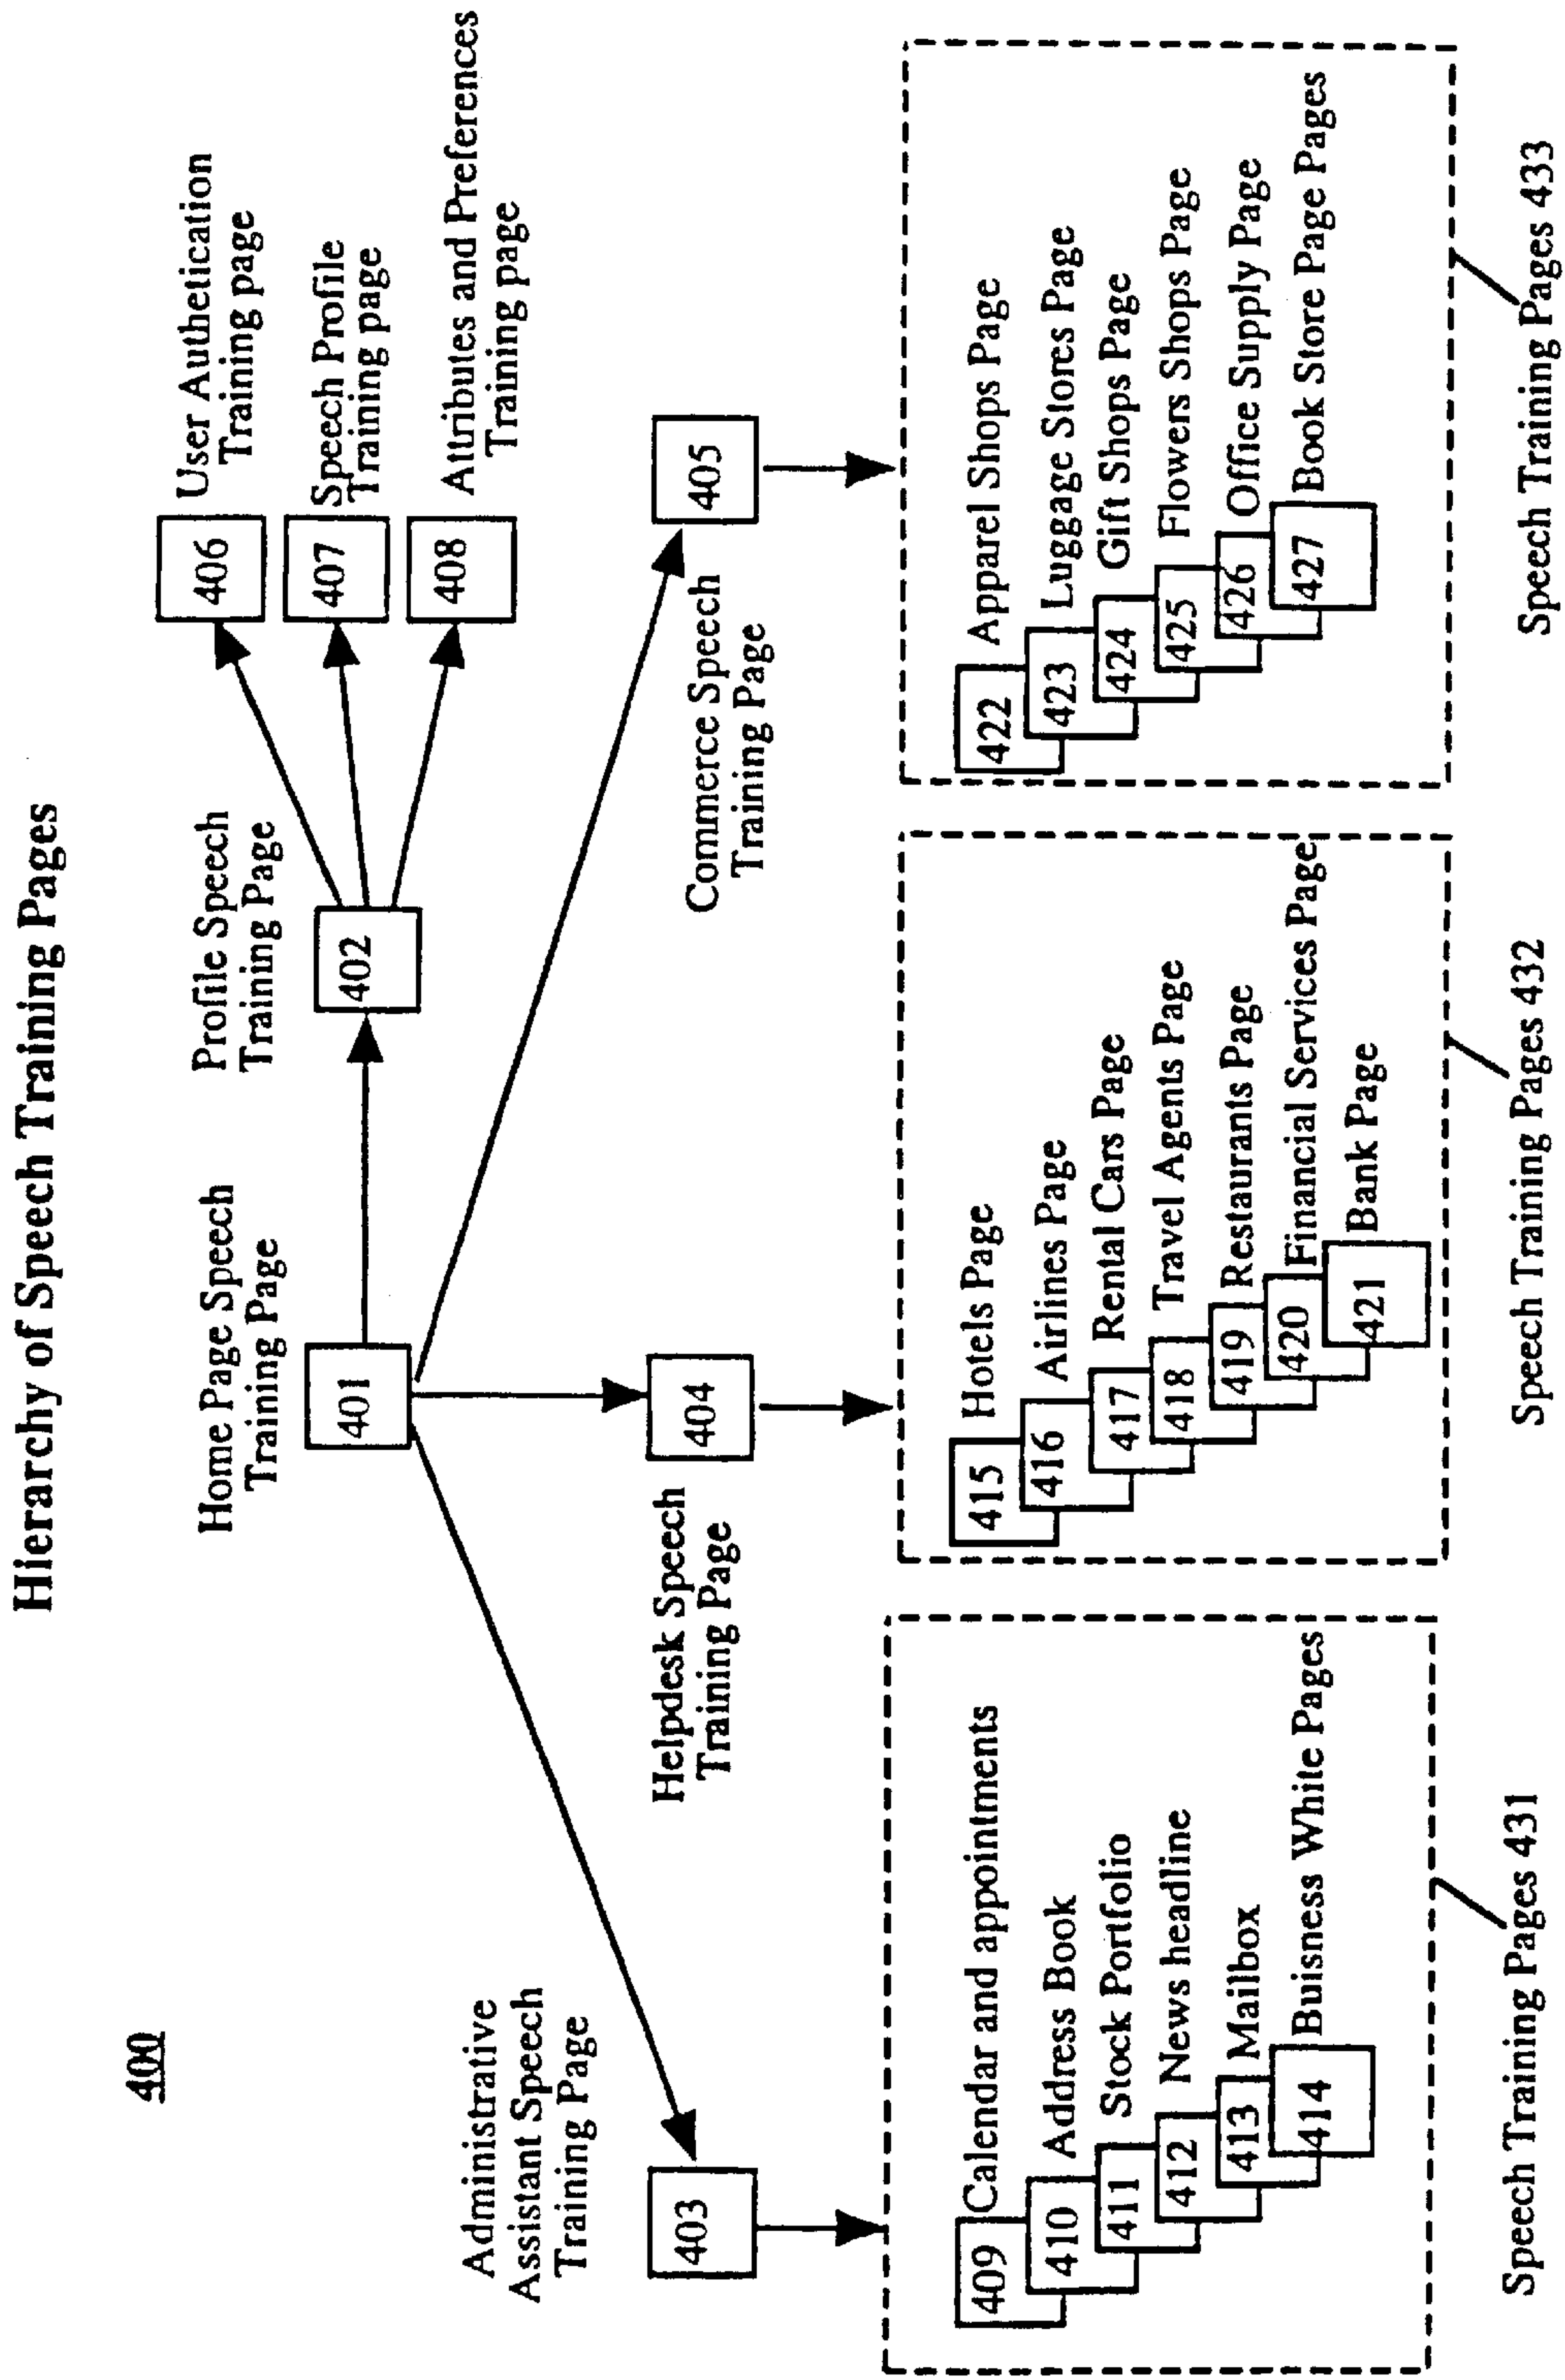 Hierarchy of Speech Training Pages
400
Home Page Speech
Training Page
401
Profile Speech
Training Page
402
406
User Authetication
Training page
407
Speech Profile
Training page
408
Attributes and Preferences
Training page
Administrative
Assistant Speech
Training Page
403
Helpdesk Speech
Training Page
404
Commerce Speech
Training Page
405
409 Calendar and appointments
410 Address Book
411 Stock Portfolio
412 News headline
413 Mailbox
414 Buisness White Pages
Speech Training Pages 431
415 Hotels Page
416 Airlines Page
417 Rental Cars Page
418 Travel Agents Page
419 Restaurants Page
420 Financial Services Page
421 Bank Page
Speech Training Pages 432
422 Apparel Shops Page
423 Luggage Stores Page
424 Gift Shops Page
425 Flowers Shops Page
426 Office Supply Page
427 Book Store Page Pages
Speech Training Pages 433